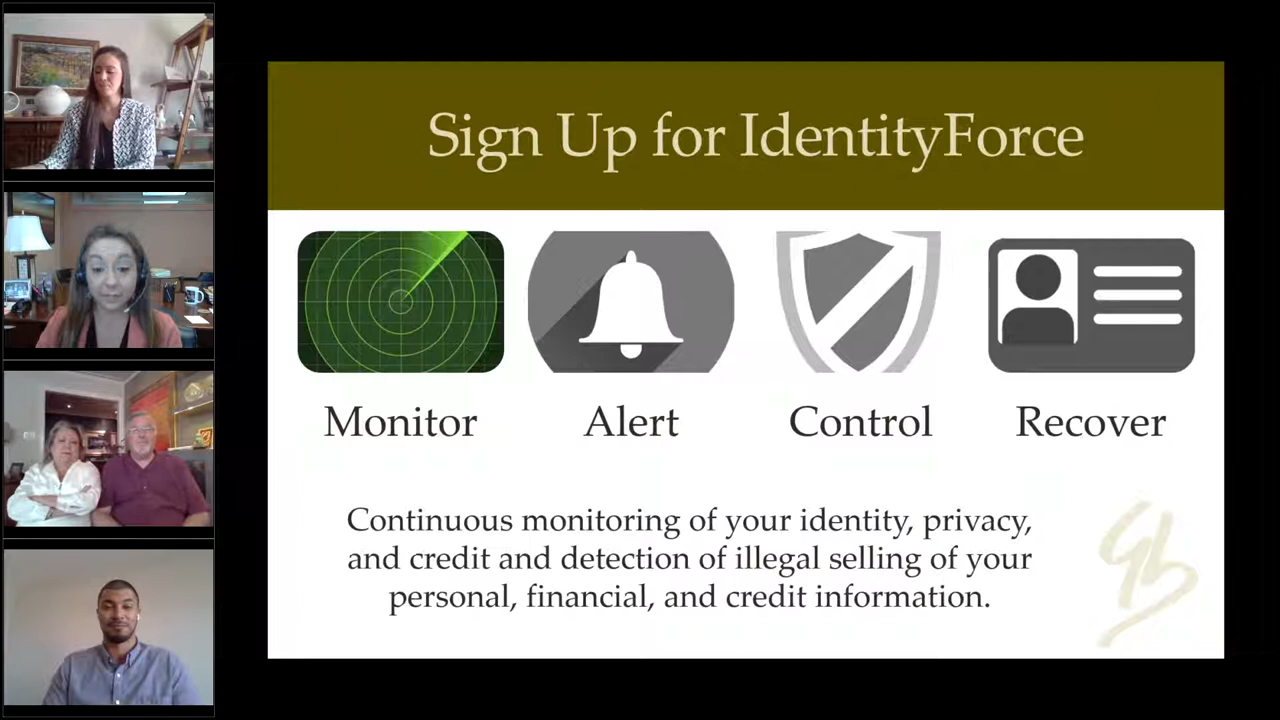 Sign Up for IdentityForce
Monitor Alert Control Recover
Continuous monitoring of your identity, privacy,
and credit and detection of illegal selling of your
personal, financial, and credit information.